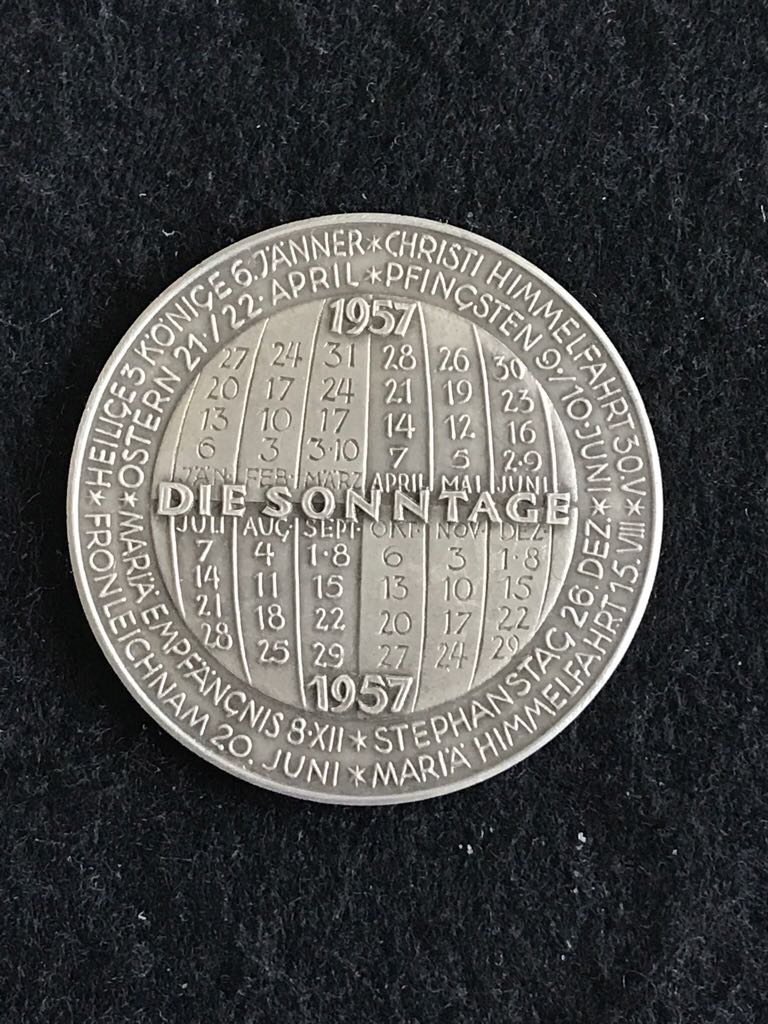 ✶ HEILIGE 3 KÖNIGE 6. JÄNNER ✶ CHRISTI HIMMELFAHRT 30.V ✶
MARIÄ HIMMELFAHRT 15.VIII ✶ FRONLEICHNAM 20. JUNI
✶ OSTERN 21/22. APRIL ✶ PFINGSTEN 9./10. JUNI ✶
STEPHANSTAG 26. DEZ. ✶ MARIÄ EMPFÄNGNIS 8·XII
1957
27 24 31 28 26 30
20 17 24 21 19 23
13 10 17 14 12 16
6 3 3·10 7 5 2·9
JÄN· FEB· MÄRZ APRIL MAI JUNI
DIE SONNTAGE
JULI AUG· SEPT· OKT· NOV· DEZ·
7 4 1·8 6 3 1·8
14 11 15 13 10 15
21 18 22 20 17 22
28 25 29 27 24 29
1957